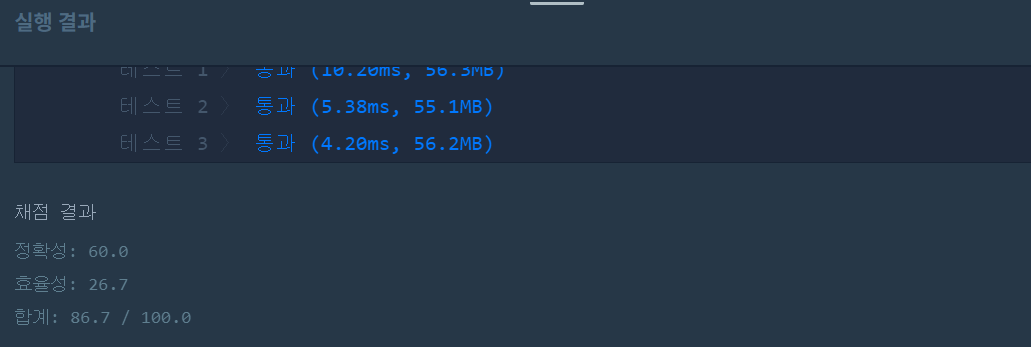 실행 결과
테스트 1 〉 통과 (10.20ms, 56.3MB)
테스트 2 〉 통과 (5.38ms, 55.1MB)
테스트 3 〉 통과 (4.20ms, 56.2MB)
채점 결과
정확성: 60.0
효율성: 26.7
합계: 86.7 / 100.0